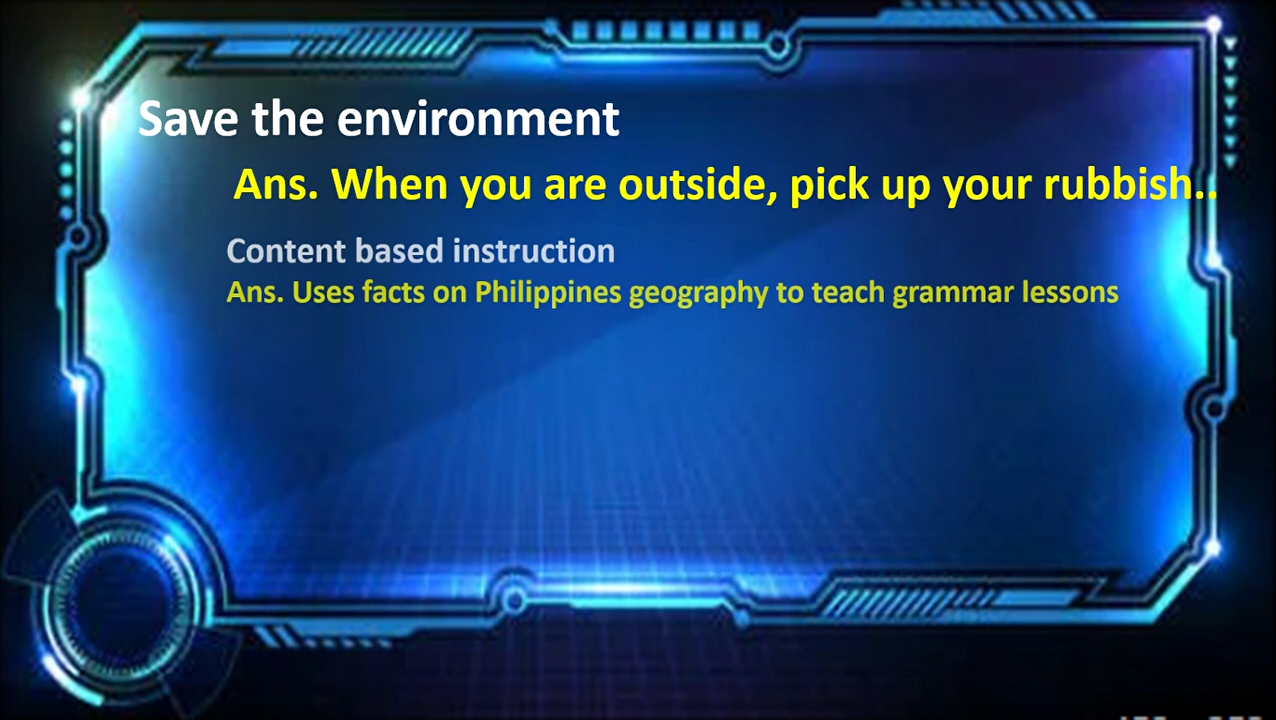 Save the environment
Ans. When you are outside, pick up your rubbish..
Content based instruction
Ans. Uses facts on Philippines geography to teach grammar lessons